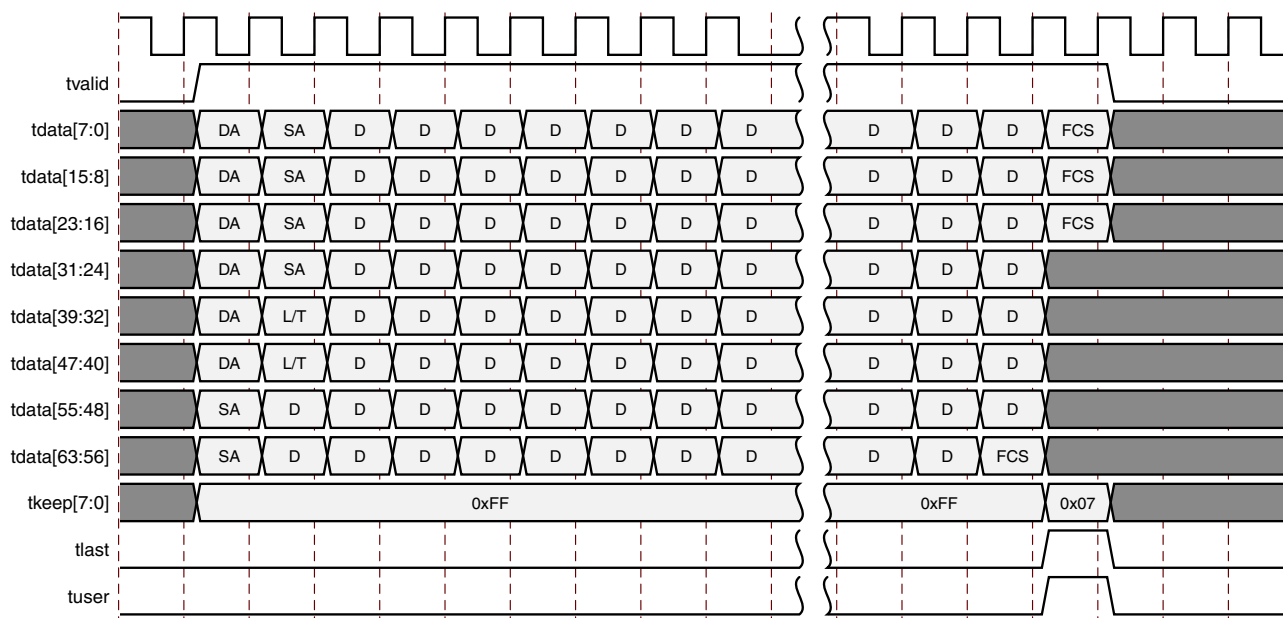 tvalid
tdata[7:0] DA SA D D D D D D D D D D FCS
tdata[15:8] DA SA D D D D D D D D D D FCS
tdata[23:16] DA SA D D D D D D D D D D FCS
tdata[31:24] DA SA D D D D D D D D D D
tdata[39:32] DA L/T D D D D D D D D D D
tdata[47:40] DA L/T D D D D D D D D D D
tdata[55:48] SA D D D D D D D D D D D
tdata[63:56] SA D D D D D D D D D D FCS
tkeep[7:0] 0xFF 0xFF 0x07
tlast
tuser